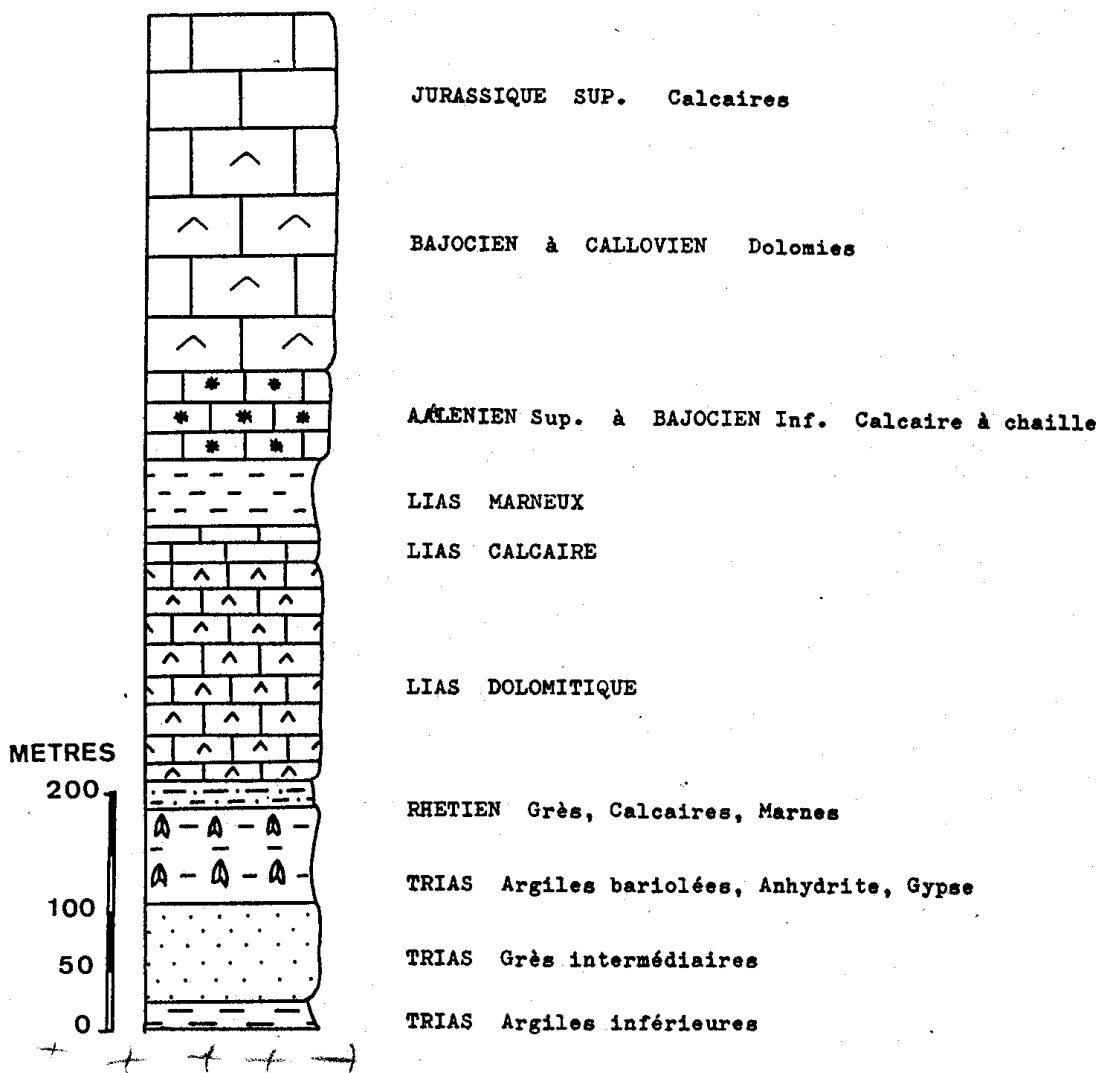 JURASSIQUE SUP. Calcaires
BAJOCIEN à CALLOVIEN Dolomies
AALENIEN Sup. à BAJOCIEN Inf. Calcaire à chaille
LIAS MARNEUX
LIAS CALCAIRE
LIAS DOLOMITIQUE
METRES
200
RHETIEN Grès, Calcaires, Marnes
TRIAS Argiles bariolées, Anhydrite, Gypse
100
50
TRIAS Grès intermédiaires
0
TRIAS Argiles inférieures